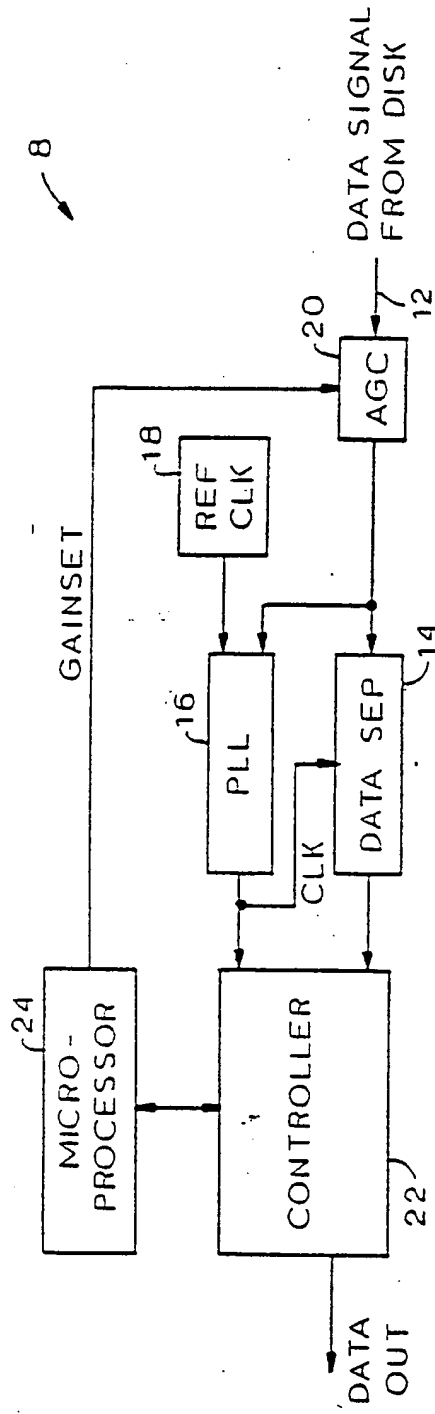 8
24
MICRO-
PROCESSOR
GAINSET
18
REF
CLK
16
PLL
20
AGC
12
DATA SIGNAL
FROM DISK
CONTROLLER
22
CLK
DATA SEP
14
DATA
OUT